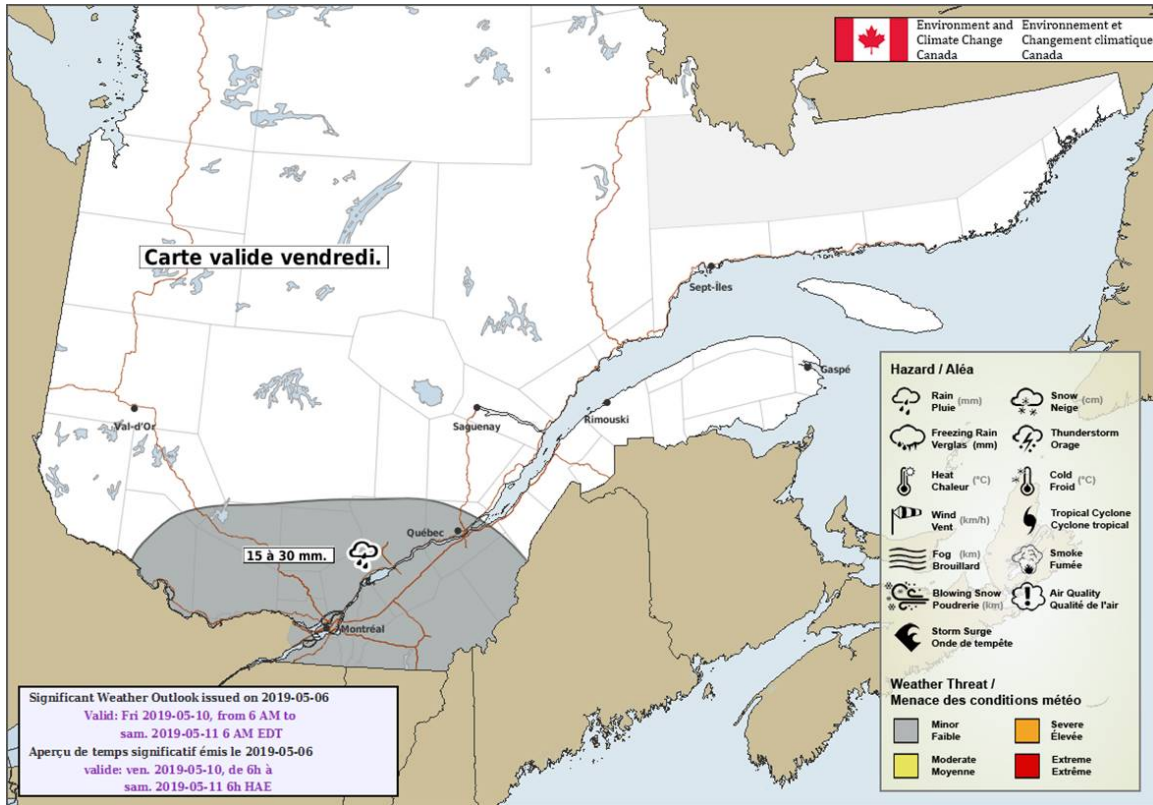 Environment and
Climate Change
Canada
Environnement et
Changement climatique
Canada
Carte valide vendredi.
Sept-Îles
Gaspé
Val-d'Or
Saguenay
Rimouski
Québec
15 à 30 mm.
Montréal
Hazard / Aléa
Rain (mm)
Pluie
Snow (cm)
Neige
Freezing Rain
Verglas (mm)
Thunderstorm
Orage
Heat (°C)
Chaleur
Cold (°C)
Froid
Wind (km/h)
Vent
Tropical Cyclone
Cyclone tropical
Fog (km)
Brouillard
Smoke
Fumée
Blowing Snow
Poudrerie (km)
Air Quality
Qualité de l'air
Storm Surge
Onde de tempête
Weather Threat /
Menace des conditions météo
Minor
Faible
Severe
Élevée
Moderate
Moyenne
Extreme
Extrême
Significant Weather Outlook issued on 2019-05-06
Valid: Fri 2019-05-10, from 6 AM to
sam. 2019-05-11 6 AM EDT
Aperçu de temps significatif émis le 2019-05-06
valide: ven. 2019-05-10, de 6h à
sam. 2019-05-11 6h HAE